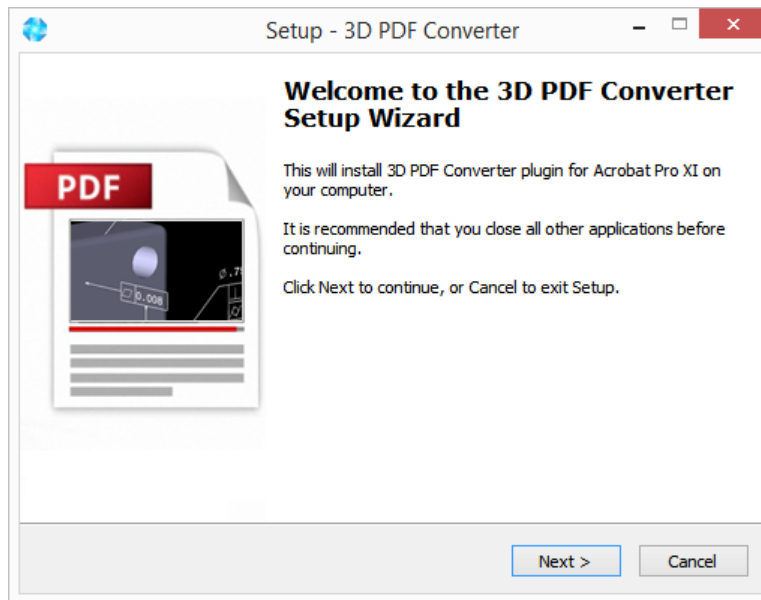 Setup - 3D PDF Converter
Welcome to the 3D PDF Converter
Setup Wizard
This will install 3D PDF Converter plugin for Acrobat Pro XI on
your computer.
It is recommended that you close all other applications before
continuing.
Click Next to continue, or Cancel to exit Setup.
PDF
0.008
Next >
Cancel